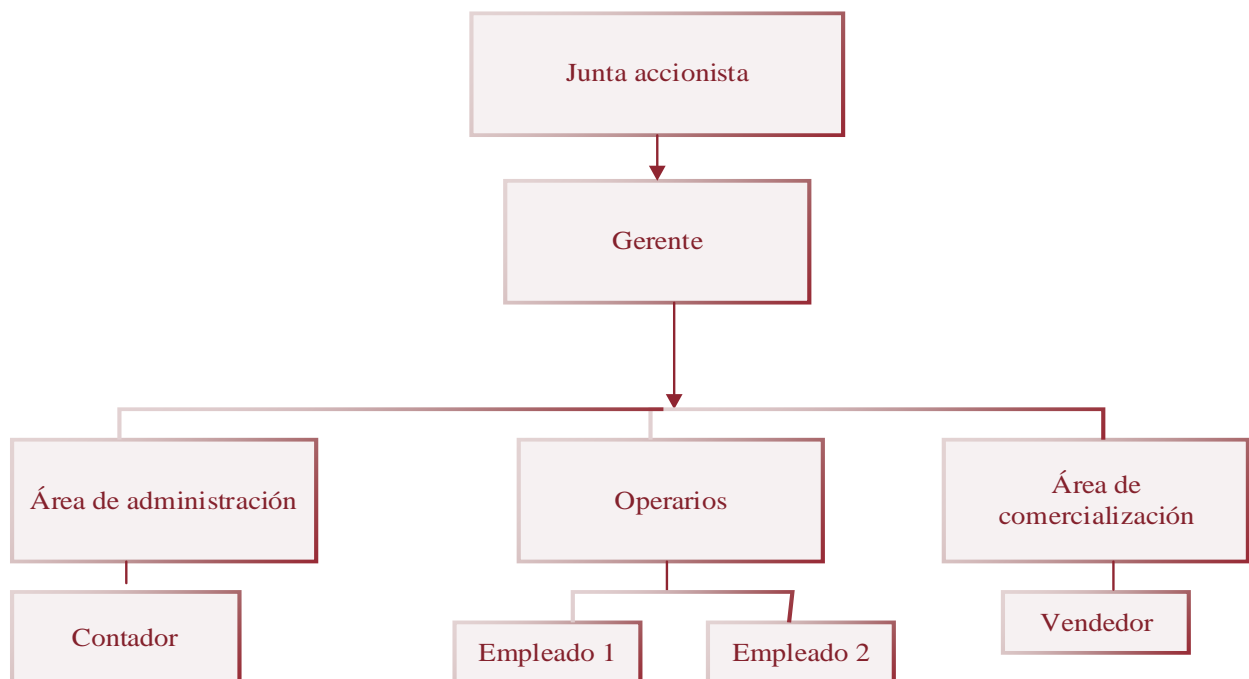 Junta accionista
Gerente
Área de administración
Operarios
Área de
comercialización
Contador
Empleado 1
Empleado 2
Vendedor